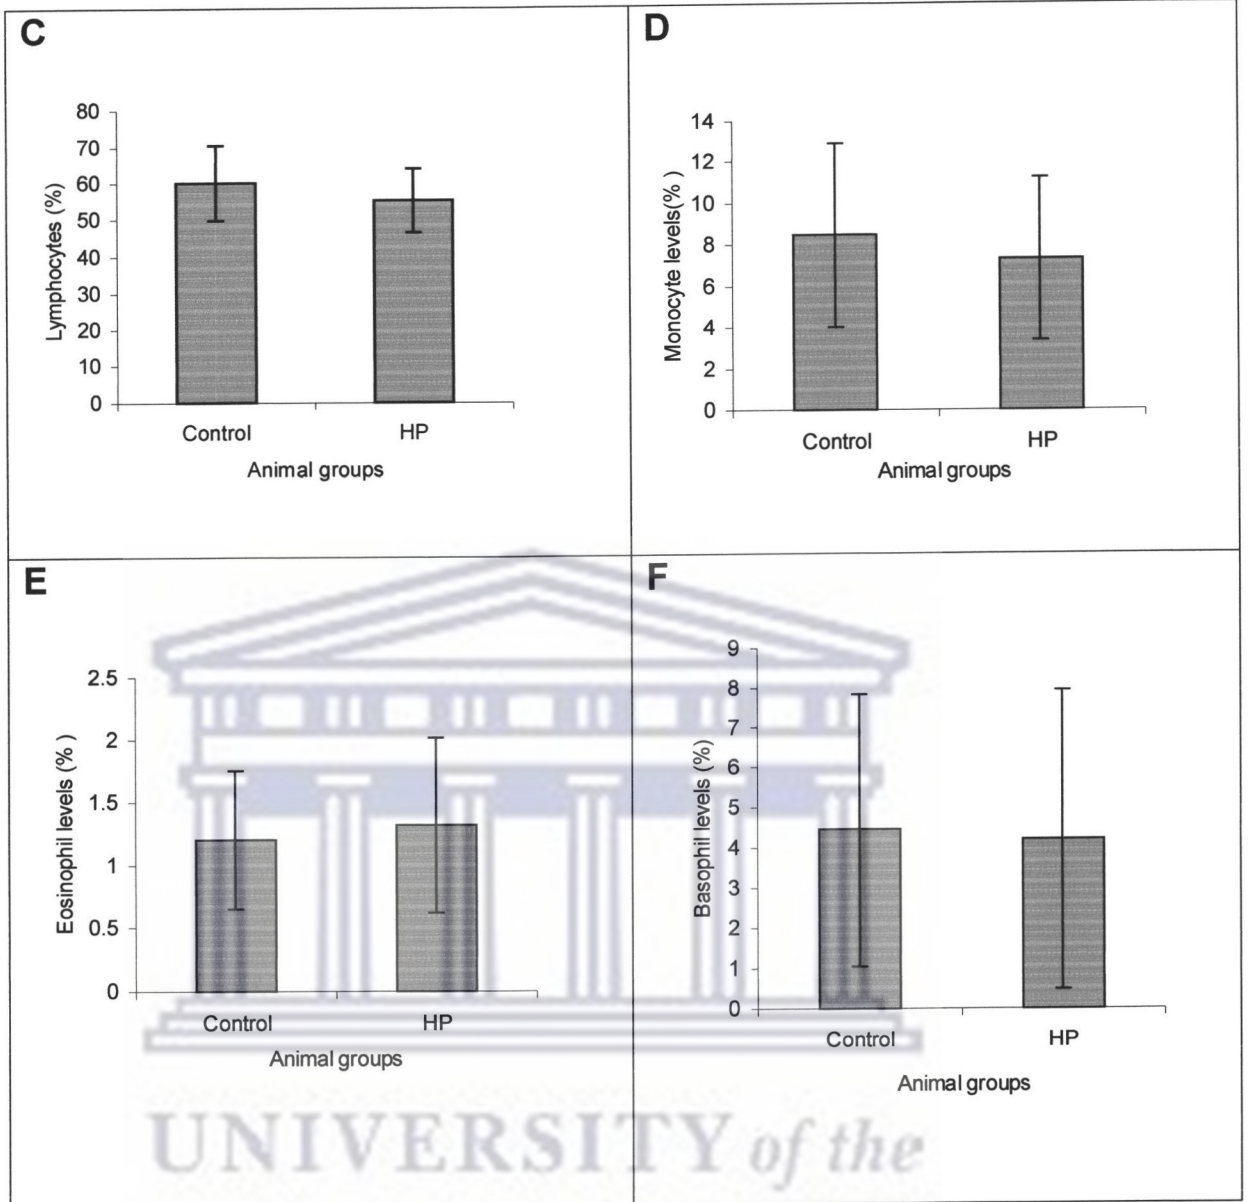 C
80
70
60
50
40
30
20
10
0
Lymphocytes (%)
Control HP
Animal groups
D
14
12
10
8
6
4
2
0
Monocyte levels(% )
Control HP
Animal groups
E
2.5
2
1.5
1
0.5
0
Eosinophil levels (% )
Control HP
Animal groups
F
9
8
7
6
5
4
3
2
1
0
Basophil levels (%)
Control HP
Animal groups
UNIVERSITY of the